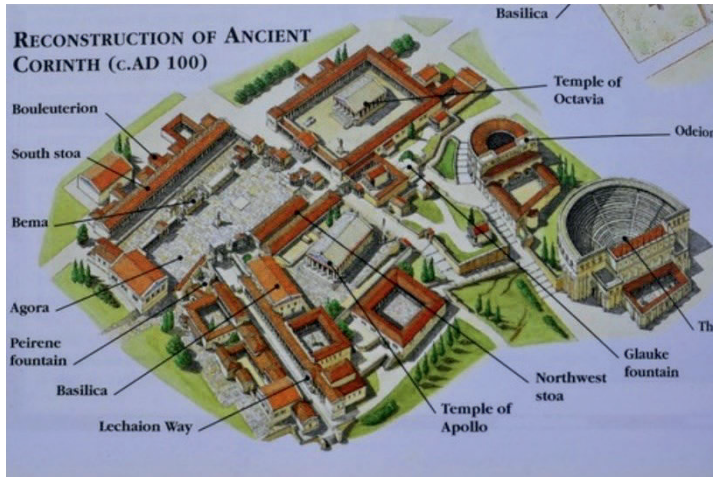 Basilica
RECONSTRUCTION OF ANCIENT
CORINTH (C.AD 100)
Bouleuterion
South stoa
Bema
Agora
Peirene
fountain
Basilica
Lechaion Way
Temple of
Octavia
Glauke
fountain
Northwest
stoa
Temple of
Apollo